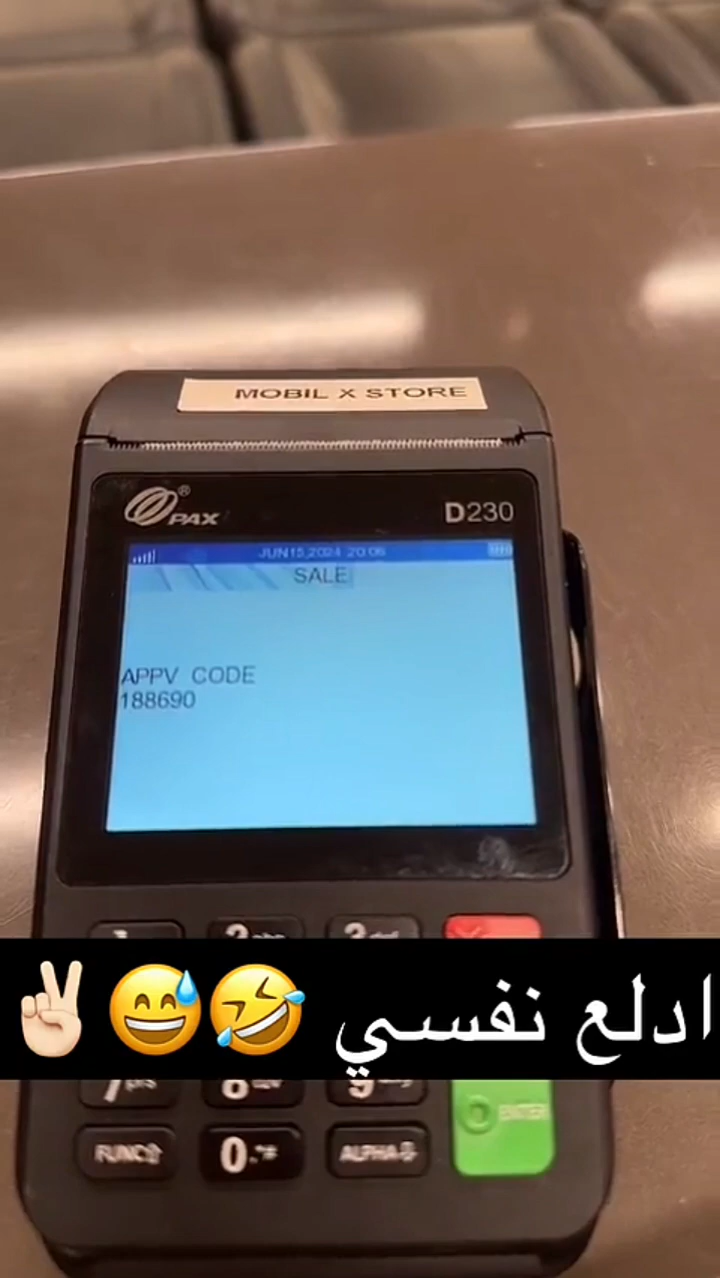 MOBIL X STORE
PAX® D230
JUN15,2024 20:06
SALE
APPV CODE
188690
ادلع نفسي 🤣😅✌🏻
FUNC
0
ALPHA
ENTER